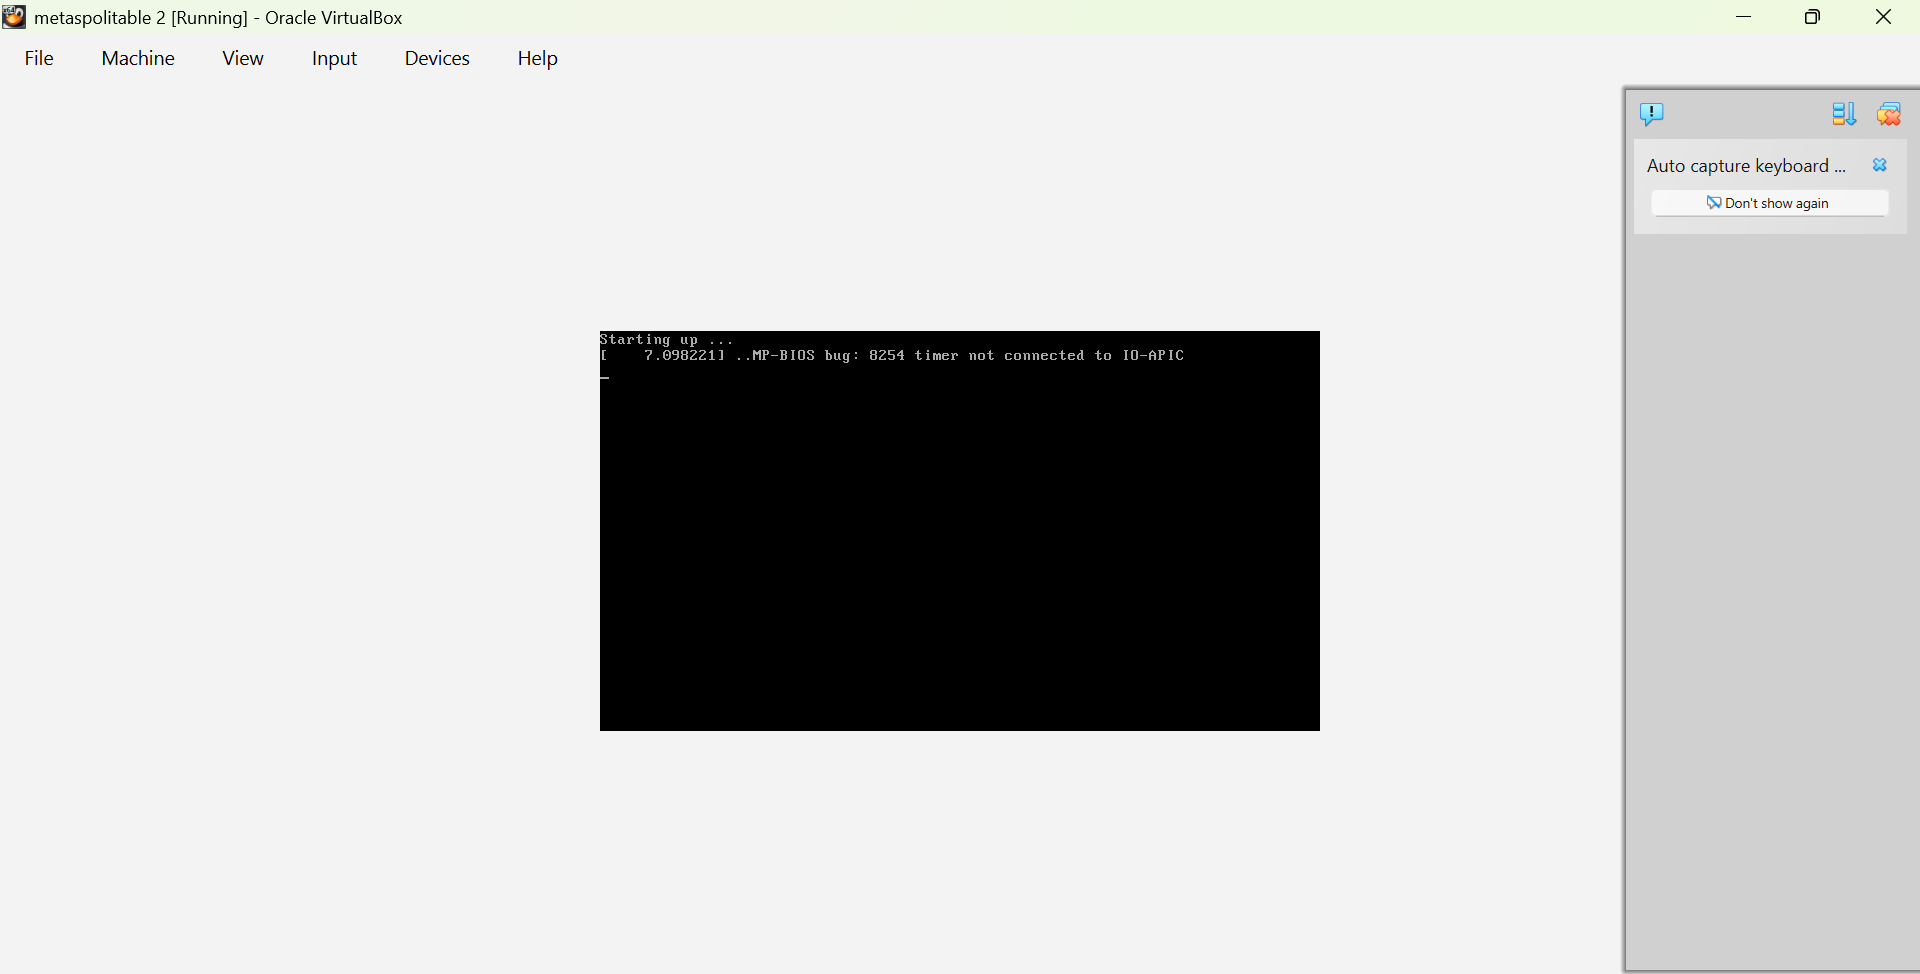 metaspolitable 2 [Running] - Oracle VirtualBox
File Machine View Input Devices Help
Auto capture keyboard ...
Don't show again
Starting up ...
[    7.098221] ..MP-BIOS bug: 8254 timer not connected to IO-APIC